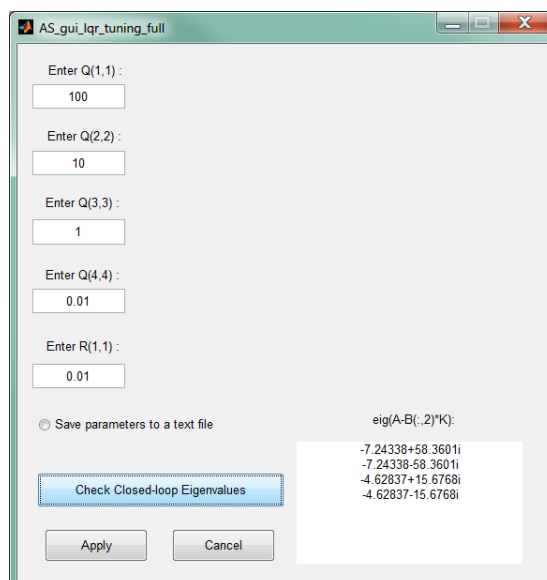 AS_gui_lqr_tuning_full
Enter Q(1,1) :
100
Enter Q(2,2) :
10
Enter Q(3,3) :
1
Enter Q(4,4) :
0.01
Enter R(1,1) :
0.01
Save parameters to a text file
eig(A-B(:,2)*K):
-7.24338+58.3601i
-7.24338-58.3601i
-4.62837+15.6768i
-4.62837-15.6768i
Check Closed-loop Eigenvalues
Apply
Cancel